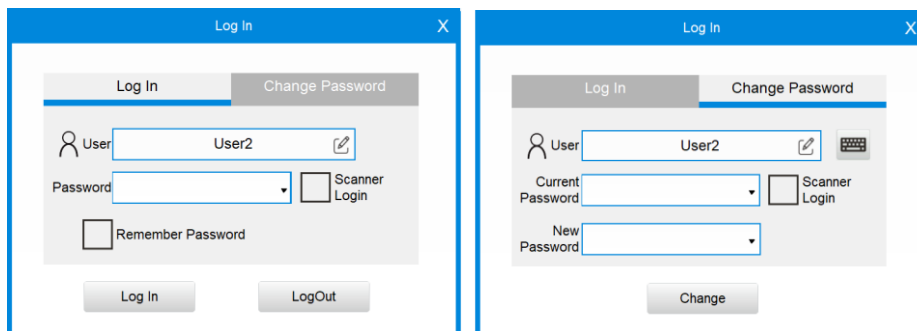 Log In X
Log In Change Password
User User2
Password
Scanner
Login
Remember Password
Log In LogOut
Log In X
Log In Change Password
User User2
Current
Password
Scanner
Login
New
Password
Change